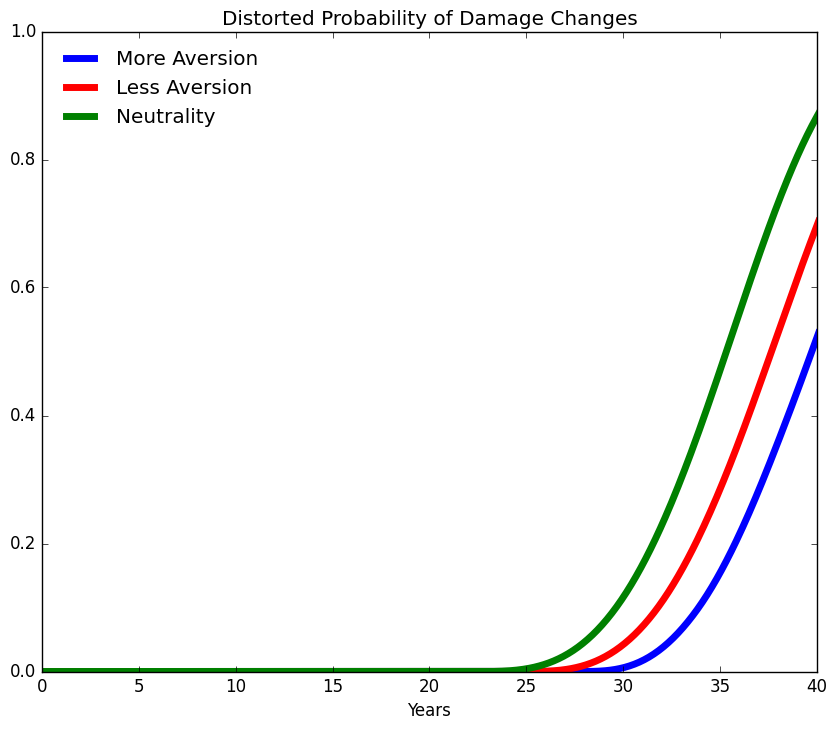 Distorted Probability of Damage Changes
1.0
More Aversion
Less Aversion
Neutrality
0.8
0.6
0.4
0.2
0.0
0 5 10 15 20 25 30 35 40
Years